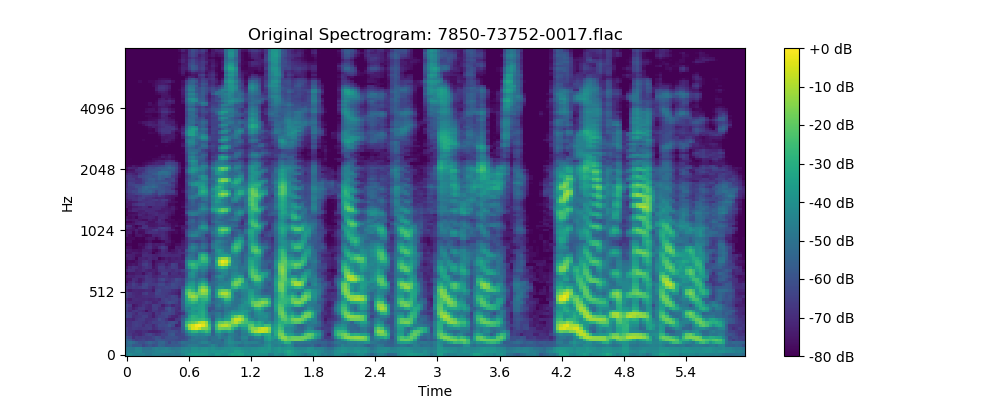 Original Spectrogram: 7850-73752-0017.flac
Hz
4096
2048
1024
512
0
0 0.6 1.2 1.8 2.4 3 3.6 4.2 4.8 5.4
Time
+0 dB
-10 dB
-20 dB
-30 dB
-40 dB
-50 dB
-60 dB
-70 dB
-80 dB